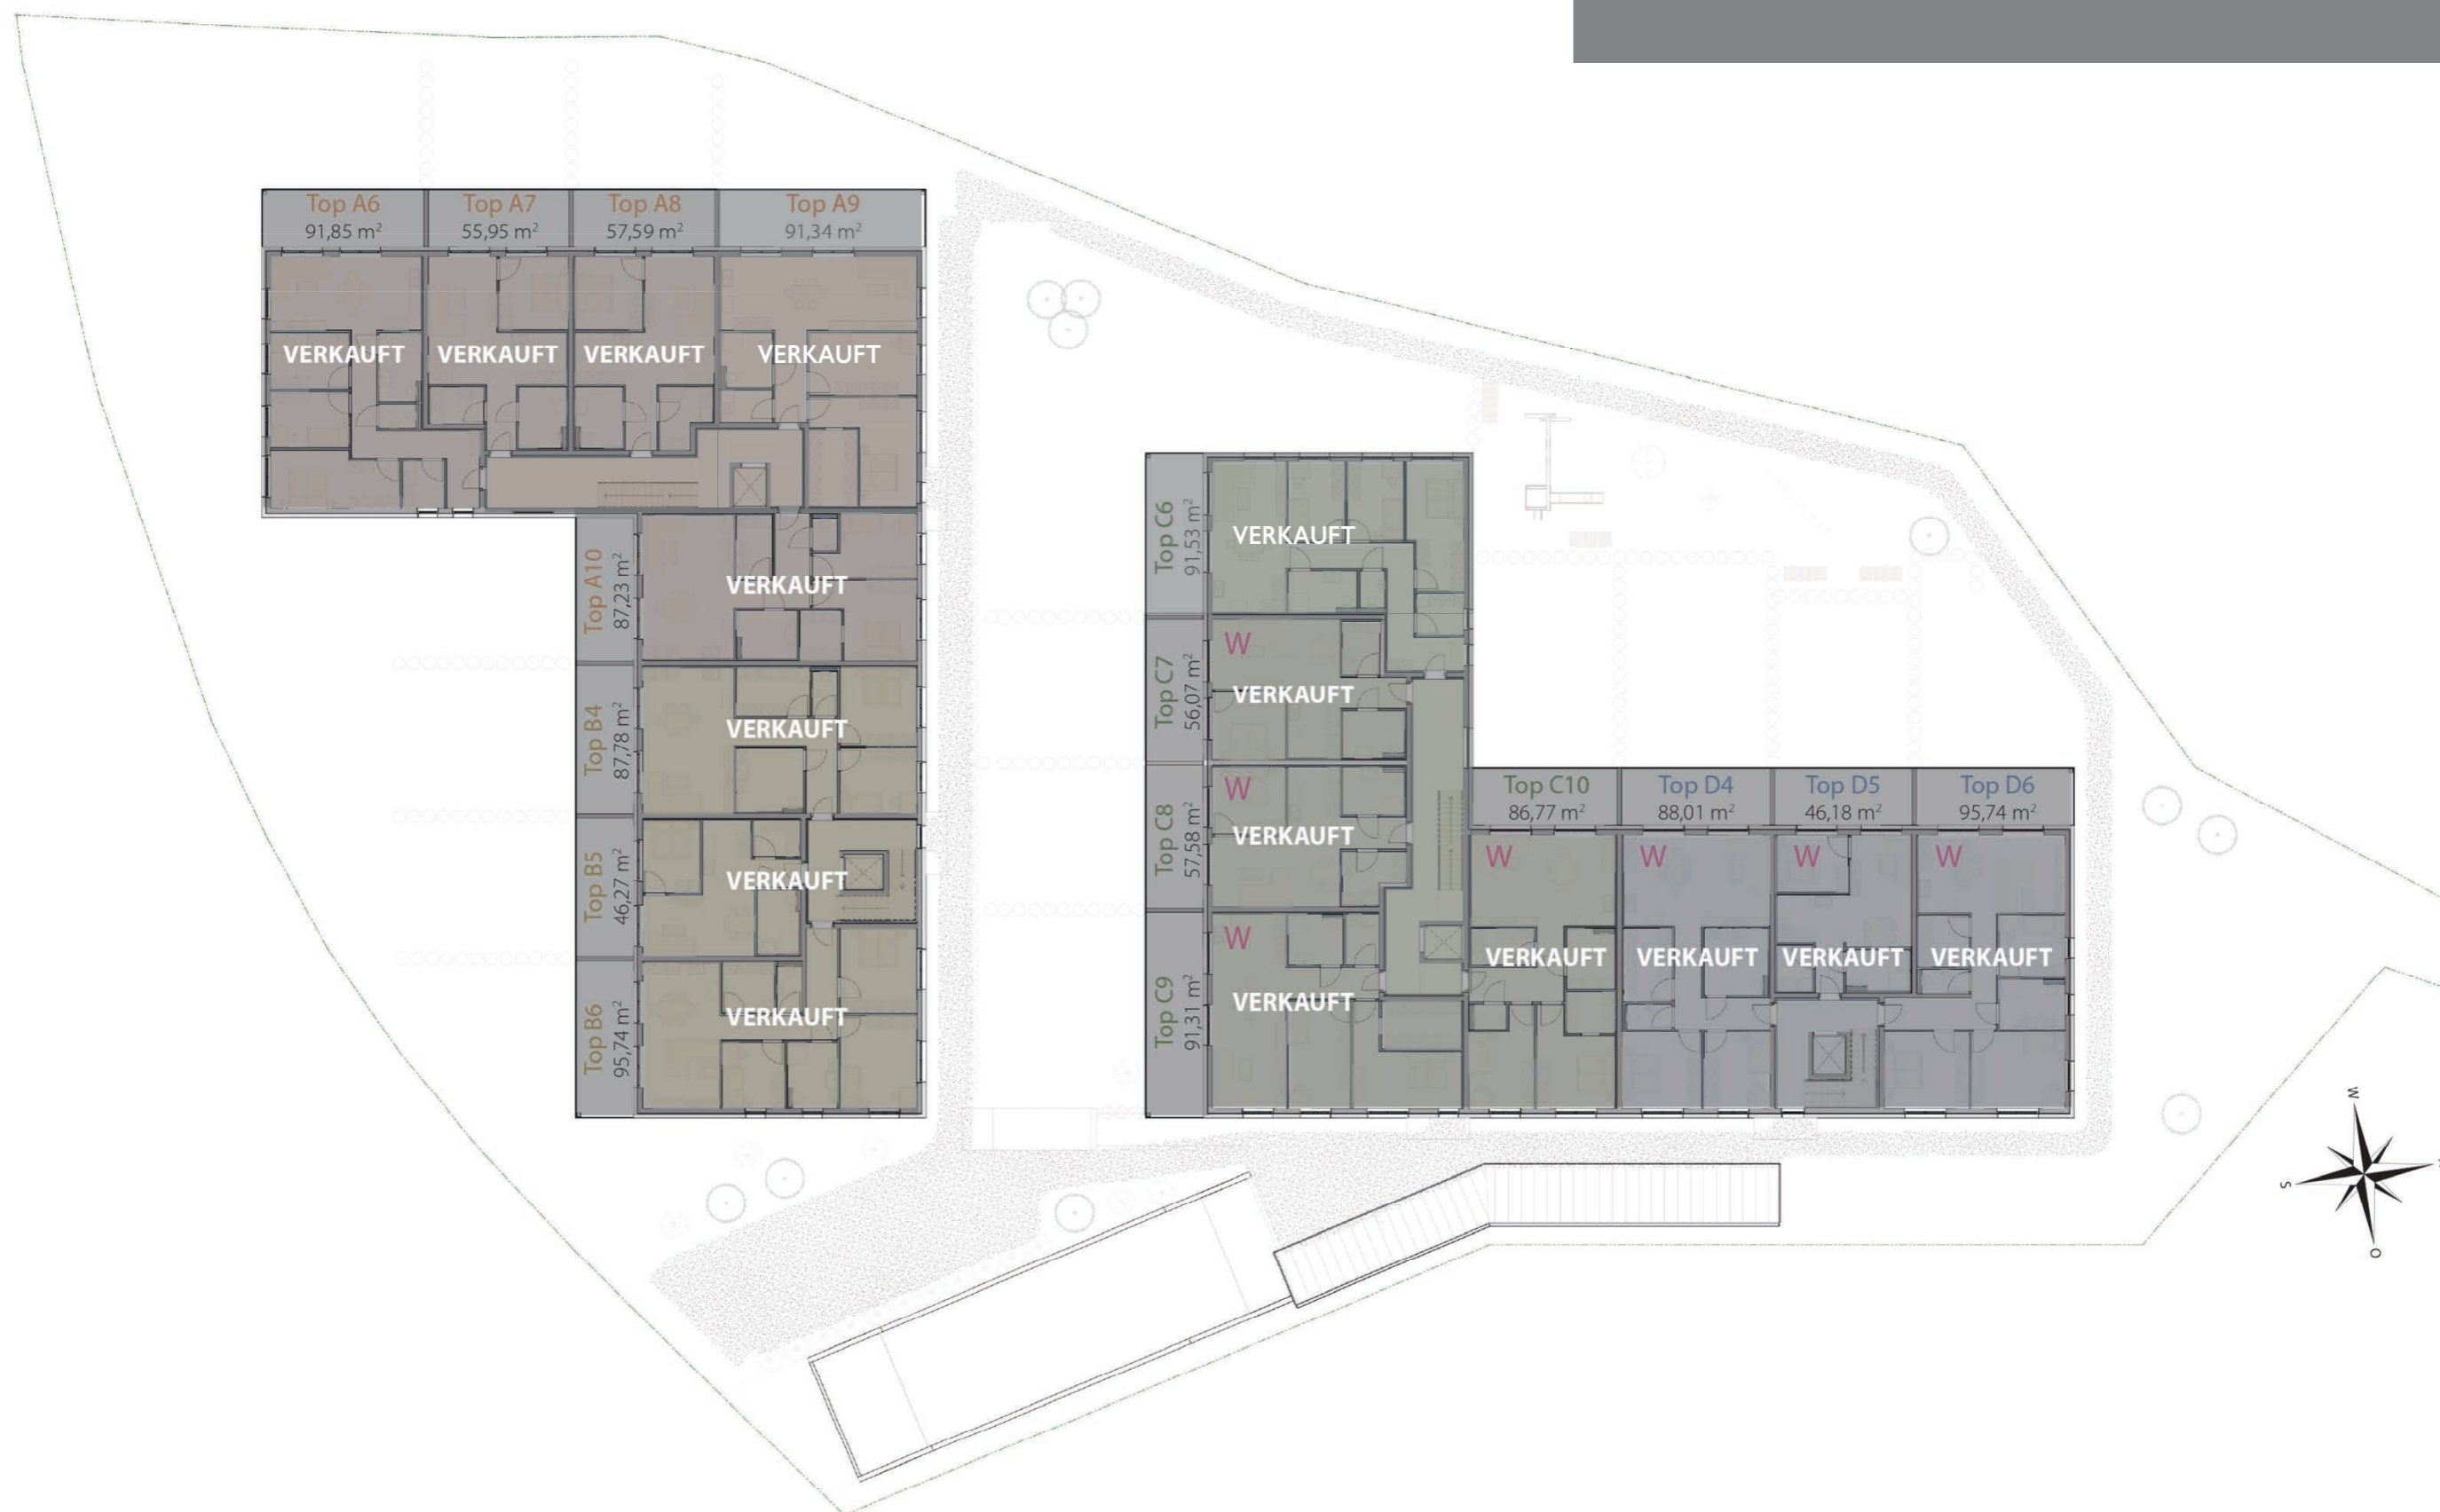 Top A6
91,85 m²
Top A7
55,95 m²
Top A8
57,59 m²
Top A9
91,34 m²
VERKAUFT
VERKAUFT
VERKAUFT
VERKAUFT
Top A10
87,23 m²
VERKAUFT
Top B4
87,78 m²
VERKAUFT
Top B5
46,27 m²
VERKAUFT
Top B6
95,74 m²
VERKAUFT
Top C6
91,53 m²
VERKAUFT
Top C7
56,07 m²
W
VERKAUFT
Top C8
57,58 m²
W
VERKAUFT
Top C9
91,31 m²
W
VERKAUFT
Top C10
86,77 m²
W
VERKAUFT
Top D4
88,01 m²
W
VERKAUFT
Top D5
46,18 m²
W
VERKAUFT
Top D6
95,74 m²
W
VERKAUFT
W
S
O